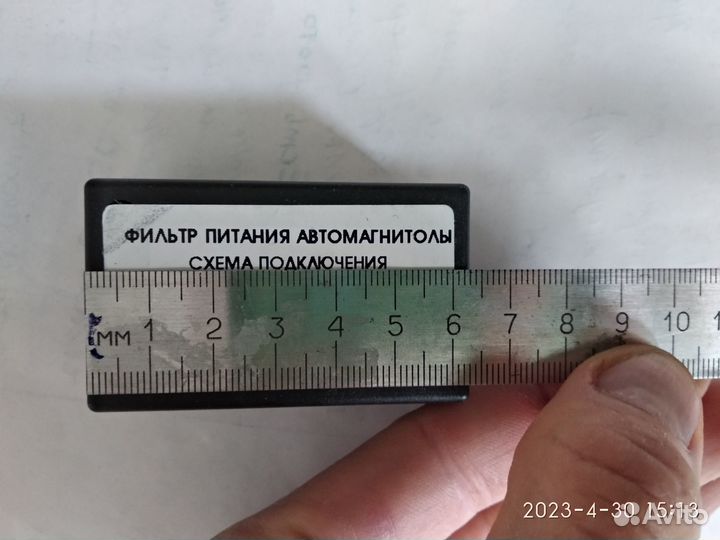 ФИЛЬТР ПИТАНИЯ АВТОМАГНИТОЛЫ
СХЕМА ПОДКЛЮЧЕНИЯ
мм 1 2 3 4 5 6 7 8 9 10
2023-4-30 15:13
Avito